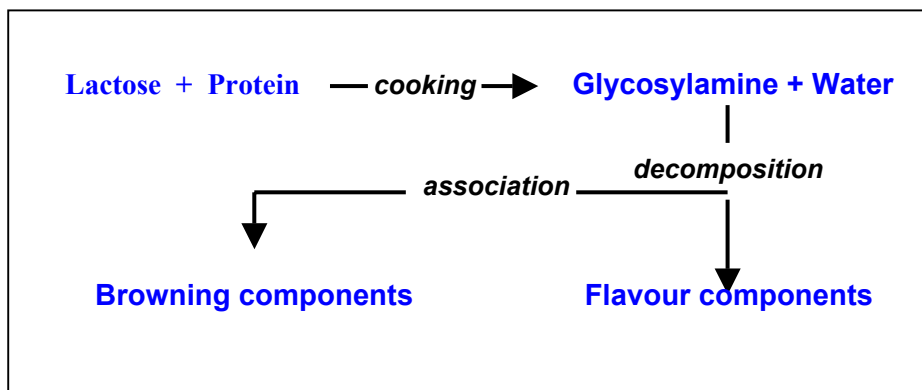 Lactose + Protein cooking Glycosylamine + Water
decomposition
association
Browning components Flavour components